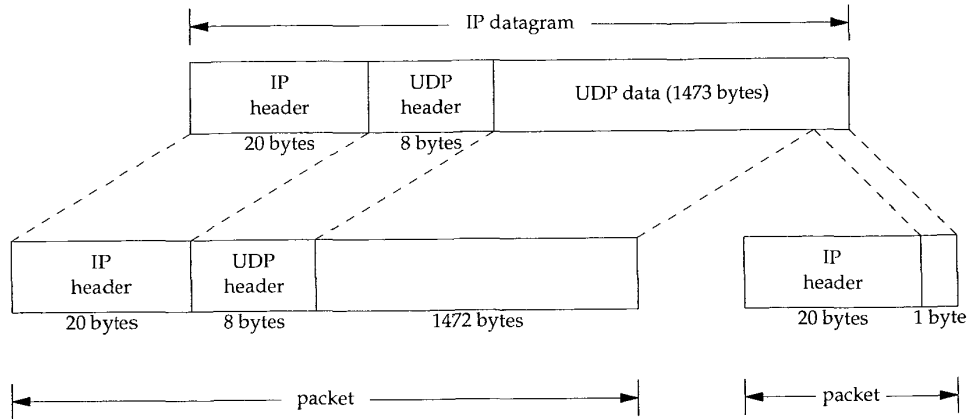 IP datagram
IP header
UDP header
UDP data (1473 bytes)
20 bytes
8 bytes
IP header
UDP header
IP header
20 bytes
8 bytes
1472 bytes
20 bytes
1 byte
packet
packet